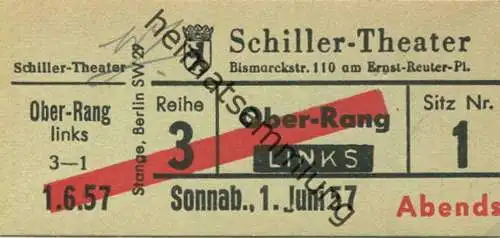 Schiller-Theater
Ober-Rang
links
3-1
1.6.57
Stange, Berlin SW 29
Schiller-Theater
Bismarckstr. 110 am Ernst-Reuter-Pl.
Reihe
3
Ober-Rang
LINKS
Sitz Nr.
1
Sonnab., 1. Juni 57
Abends
heimatsammlung